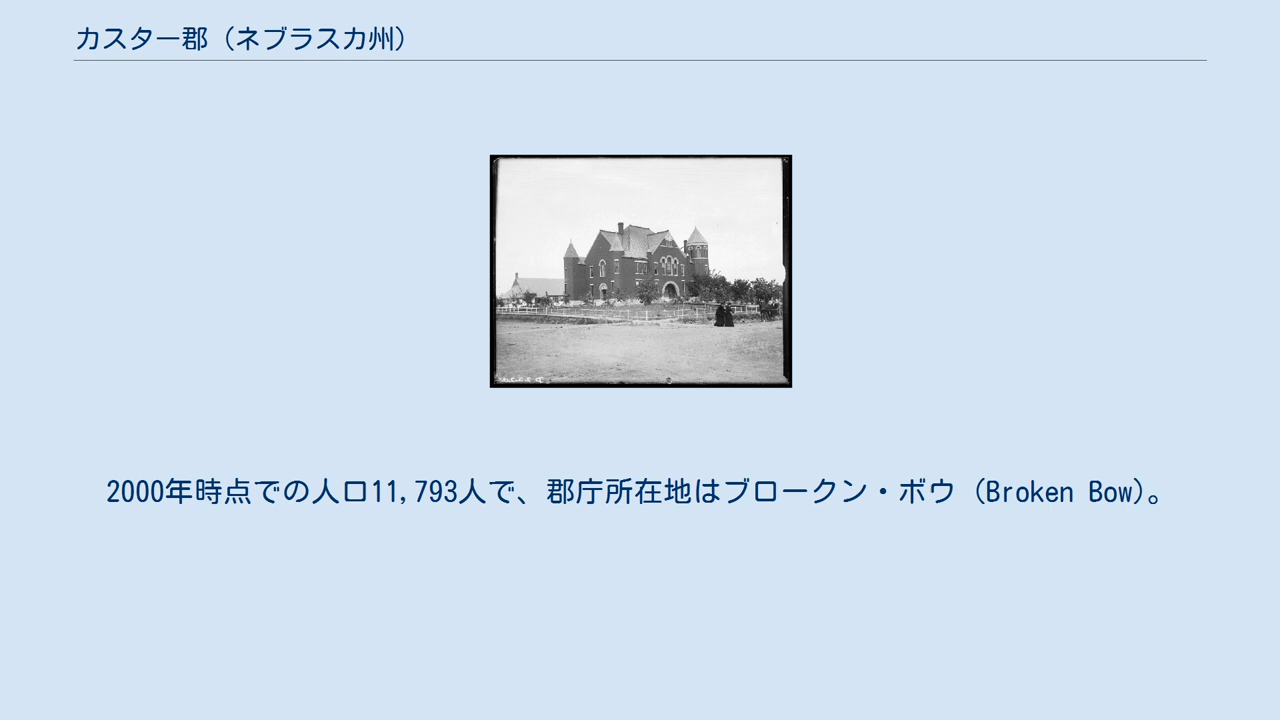 カスター郡（ネブラスカ州）
2000年時点での人口11,793人で、郡庁所在地はブロークン・ボウ（Broken Bow）。